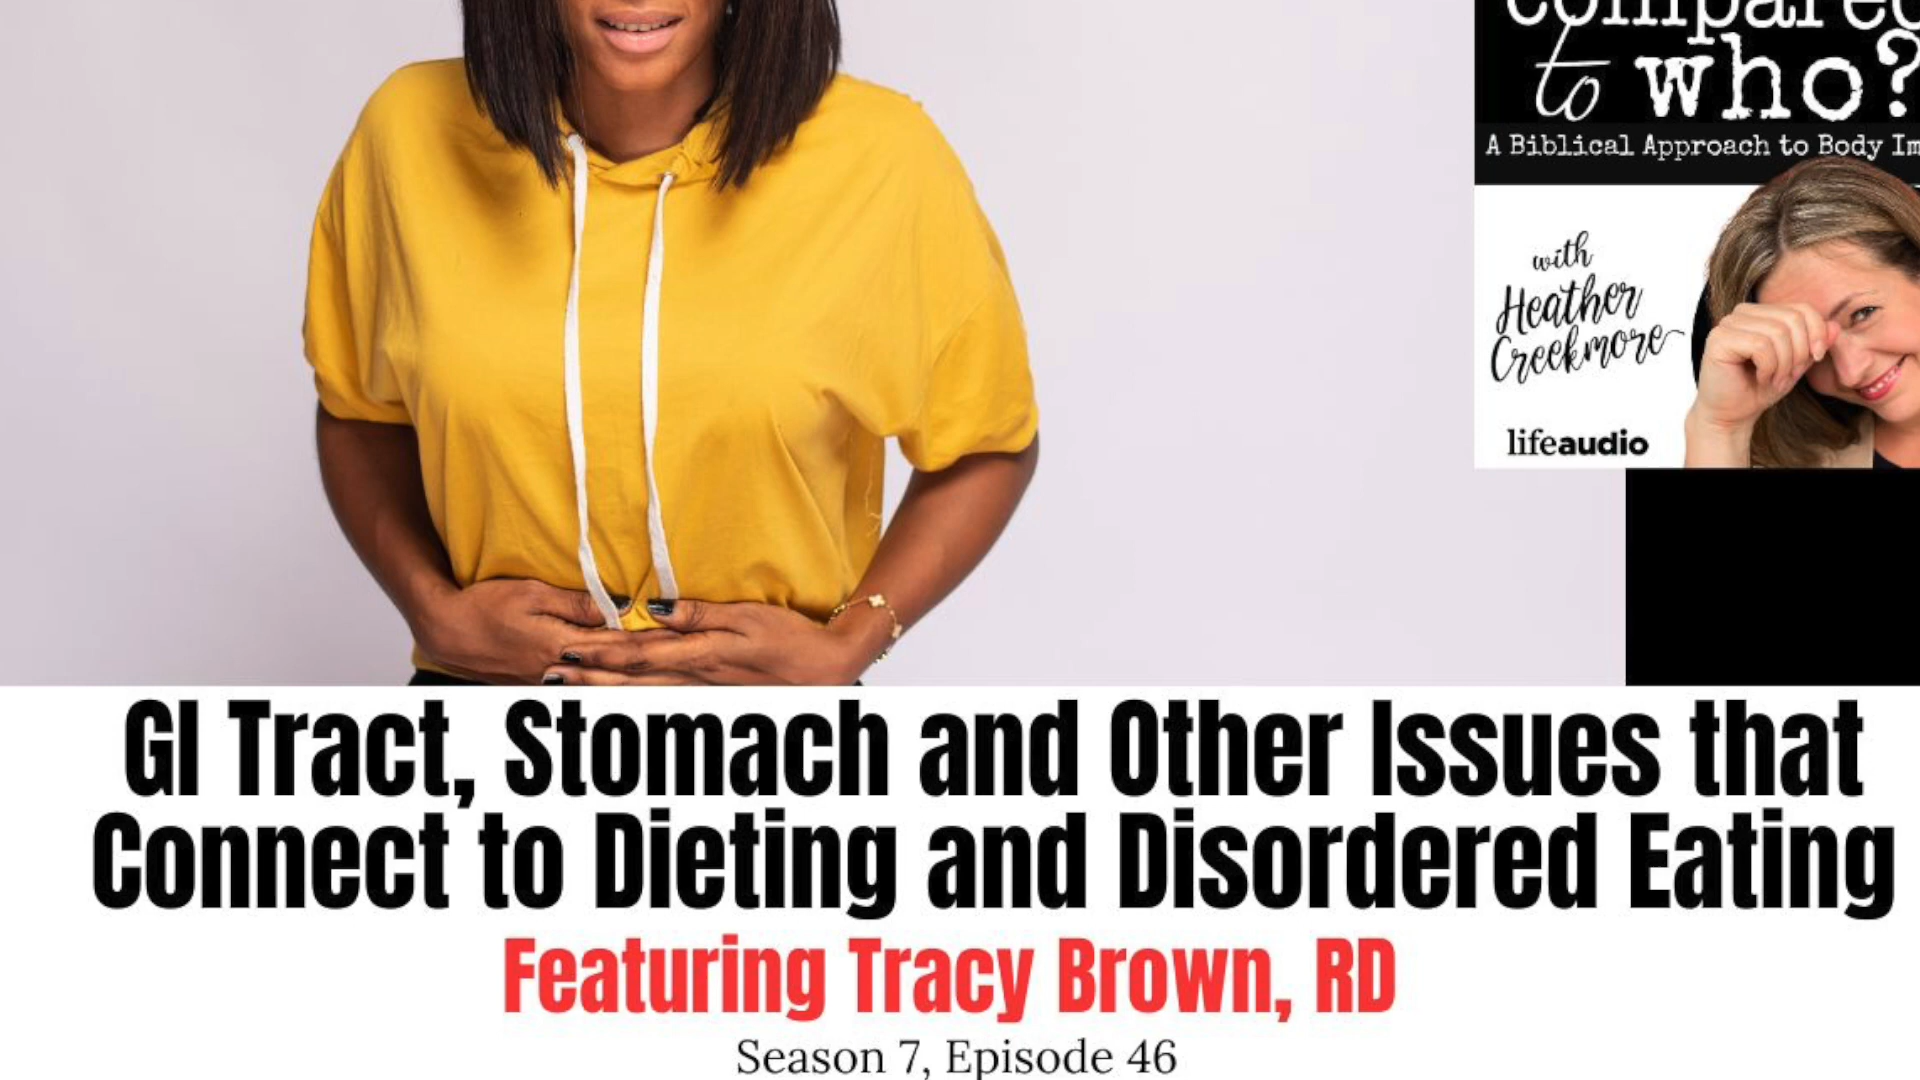 compared
to who?
A Biblical Approach to Body Im
with
Heather
Creekmore
lifeaudio
GI Tract, Stomach and Other Issues that
Connect to Dieting and Disordered Eating
Featuring Tracy Brown, RD
Season 7, Episode 46